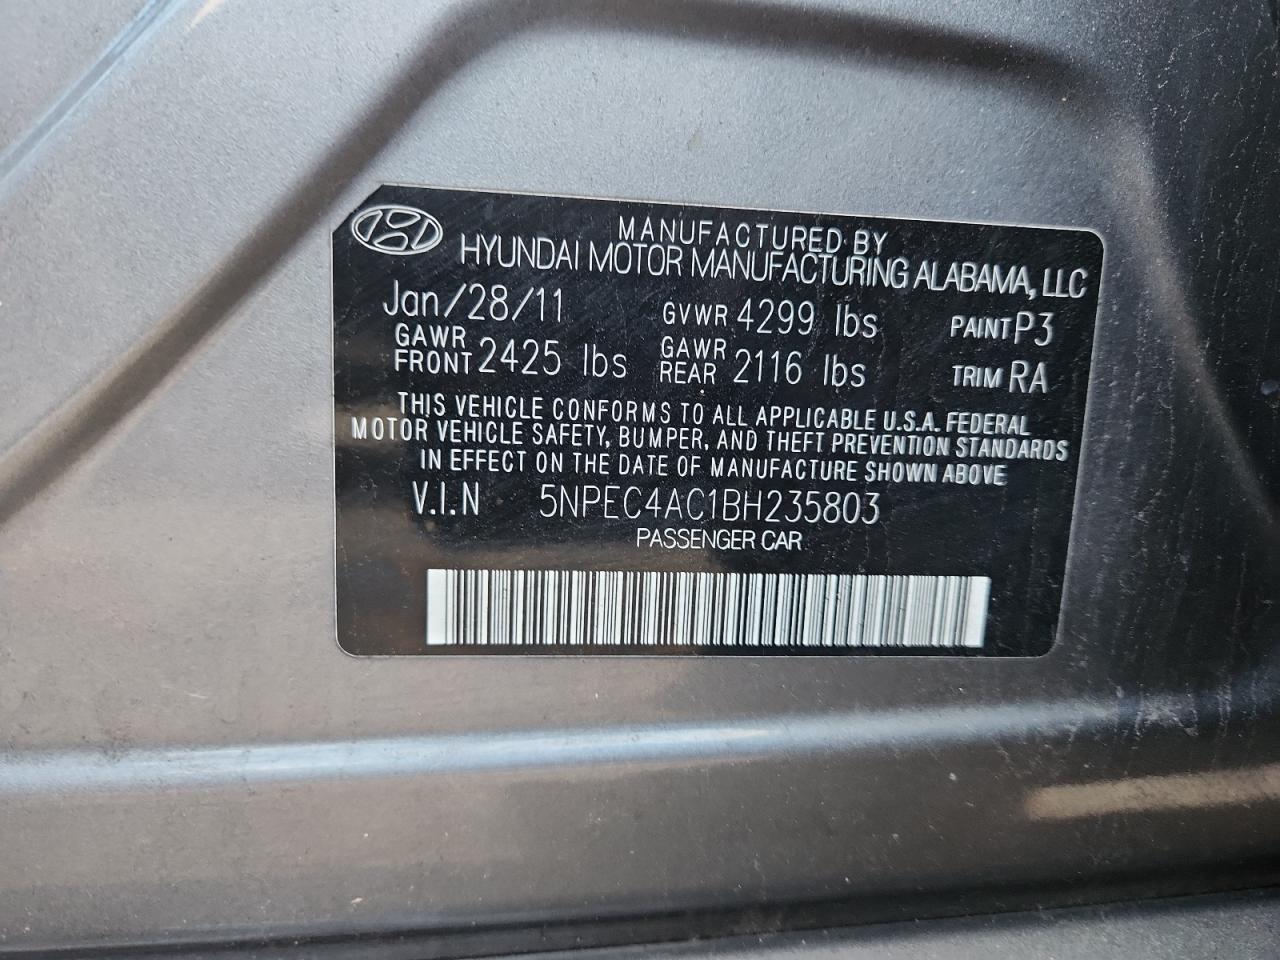 MANUFACTURED BY
HYUNDAI MOTOR MANUFACTURING ALABAMA, LLC
Jan/28/11 GVWR 4299 lbs PAINT P3
GAWR FRONT 2425 lbs GAWR REAR 2116 lbs TRIM RA
THIS VEHICLE CONFORMS TO ALL APPLICABLE U.S.A. FEDERAL
MOTOR VEHICLE SAFETY, BUMPER, AND THEFT PREVENTION STANDARDS
IN EFFECT ON THE DATE OF MANUFACTURE SHOWN ABOVE
V.I.N 5NPEC4AC1BH235803
PASSENGER CAR